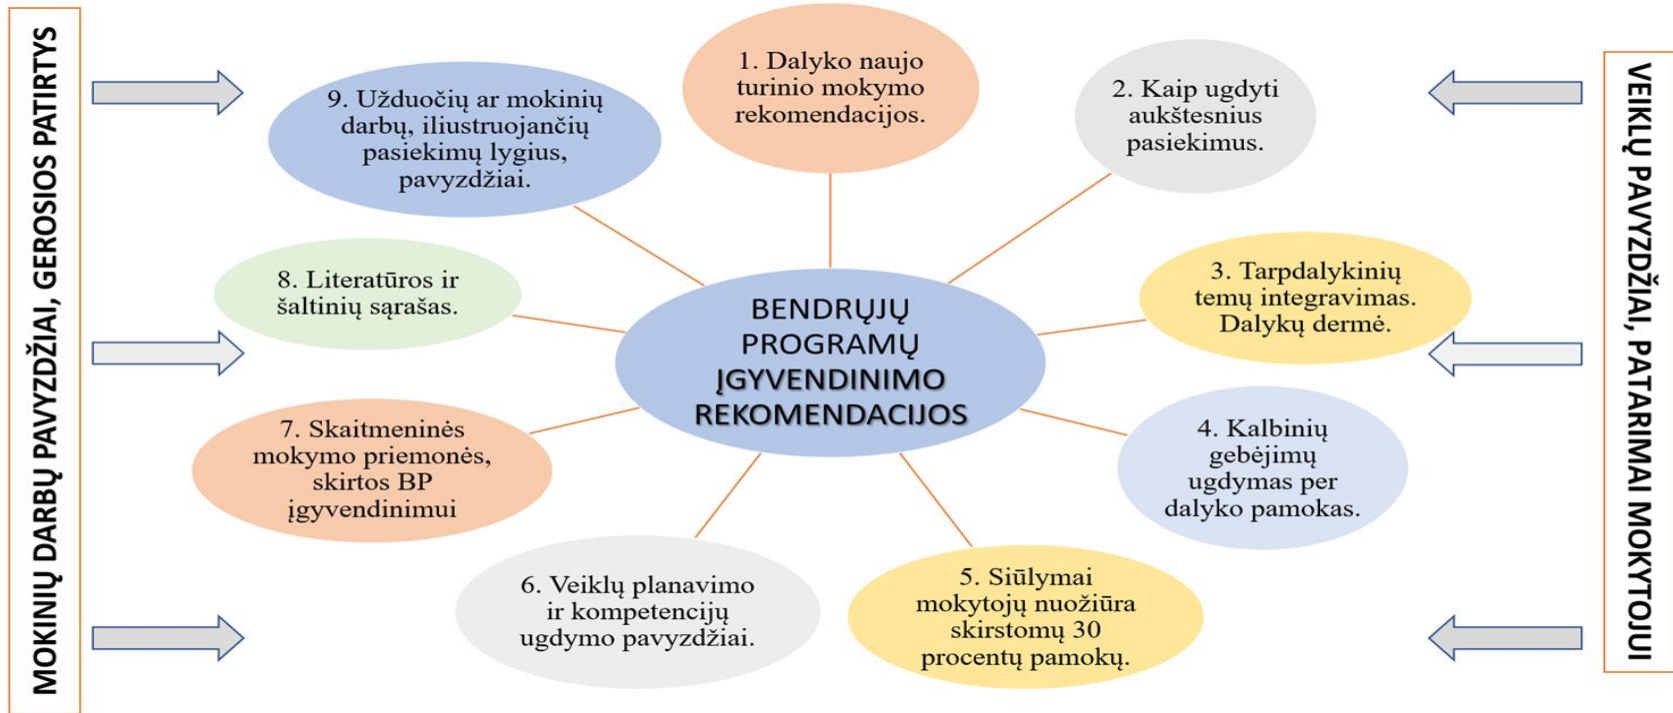 MOKINIŲ DARBŲ PAVYZDŽIAI, GEROSIOS PATIRTYS
1. Dalyko naujo
turinio mokymo
rekomendacijos.
2. Kaip ugdyti
aukštesnius
pasiekimus.
3. Tarpdalykinių
temų integravimas.
Dalykų dermė.
4. Kalbinių
gebėjimų
ugdymas per
dalyko pamokas.
5. Siūlymai
mokytojų nuožiūra
skirstomų 30
procentų pamokų.
6. Veiklų planavimo
ir kompetencijų
ugdymo pavyzdžiai.
7. Skaitmeninės
mokymo priemonės,
skirtos BP
įgyvendinimui
8. Literatūros ir
šaltinių sąrašas.
9. Užduočių ar mokinių
darbų, iliustruojančių
pasiekimų lygius,
pavyzdžiai.
BENDRŲJŲ
PROGRAMŲ
ĮGYVENDINIMO
REKOMENDACIJOS
VEIKLŲ PAVYZDŽIAI, PATARIMAI MOKYTOJUI